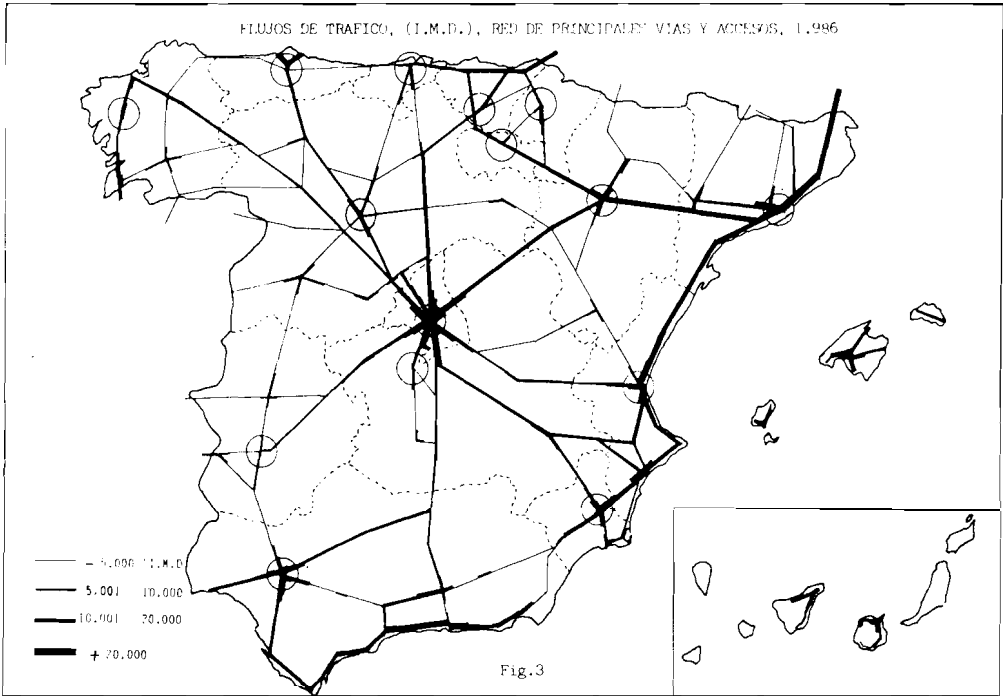 FLUJOS DE TRAFICO, (I.M.D.), RED DE PRINCIPALES VIAS Y ACCESOS, 1.986
- 5.000 (I.M.D
5.001 10.000
10.001 20.000
+ 20.000
Fig.3